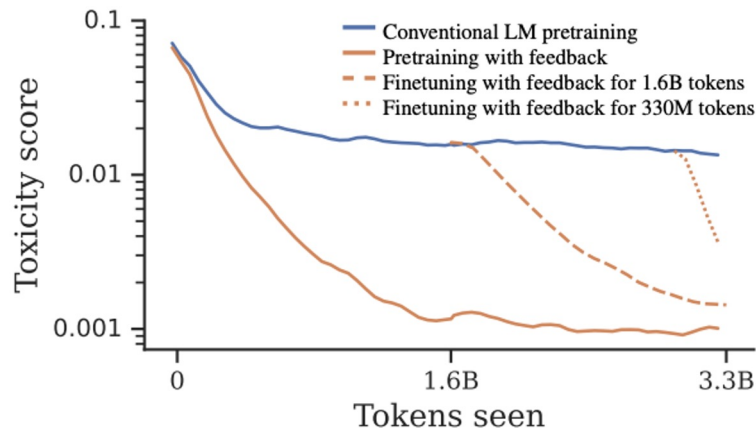 0.1
0.01
0.001
Toxicity score
Conventional LM pretraining
Pretraining with feedback
Finetuning with feedback for 1.6B tokens
Finetuning with feedback for 330M tokens
0
1.6B
3.3B
Tokens seen